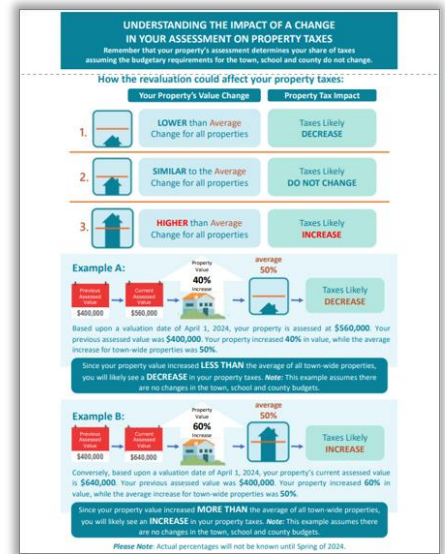 UNDERSTANDING THE IMPACT OF A CHANGE
IN YOUR ASSESSMENT ON PROPERTY TAXES
Remember that your property's assessment determines your share of taxes
assuming the budgetary requirements for the town, school and county do not change.
How the revaluation could affect your property taxes:
Your Property's Value Change
Property Tax Impact
1.
LOWER than Average
Change for all properties
Taxes Likely
DECREASE
2.
SIMILAR to the Average
Change for all properties
Taxes Likely
DO NOT CHANGE
3.
HIGHER than Average
Change for all properties
Taxes Likely
INCREASE
Example A:
Previous
Assessed
Value
$400,000
Current
Assessed
Value
$560,000
Property
Value
40%
Increase
average
50%
Taxes Likely
DECREASE
Based upon a valuation date of April 1, 2024, your property is assessed at $560,000. Your
previous assessed value was $400,000. Your property increased 40% in value, while the average
increase for town-wide properties was 50%.
Since your property value increased LESS THAN the average of all town-wide properties,
you will likely see a DECREASE in your property taxes. Note: This example assumes there
are no changes in the town, school and county budgets.
Example B:
Previous
Assessed
Value
$400,000
Current
Assessed
Value
$640,000
Property
Value
60%
Increase
average
50%
Taxes Likely
INCREASE
Conversely, based upon a valuation date of April 1, 2024, your property's current assessed value
is $640,000. Your previous assessed value was $400,000. Your property increased 60% in
value, while the average increase for town-wide properties was 50%.
Since your property value increased MORE THAN the average of all town-wide properties,
you will likely see an INCREASE in your property taxes. Note: This example assumes there
are no changes in the town, school and county budgets.
Please Note: Actual percentages will not be known until Spring of 2024.